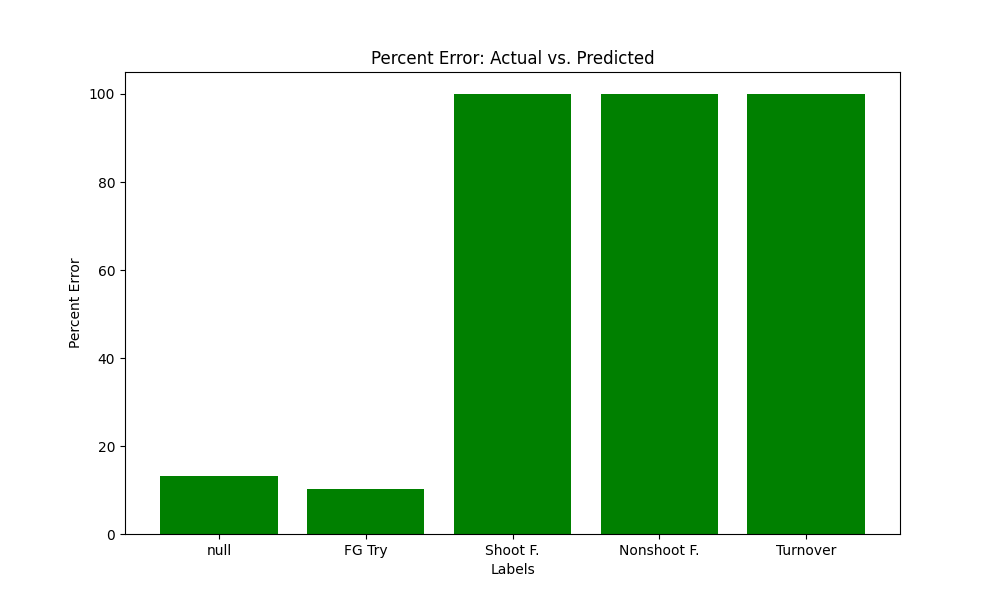 Percent Error: Actual vs. Predicted
Percent Error
100
80
60
40
20
0
null FG Try Shoot F. Nonshoot F. Turnover
Labels